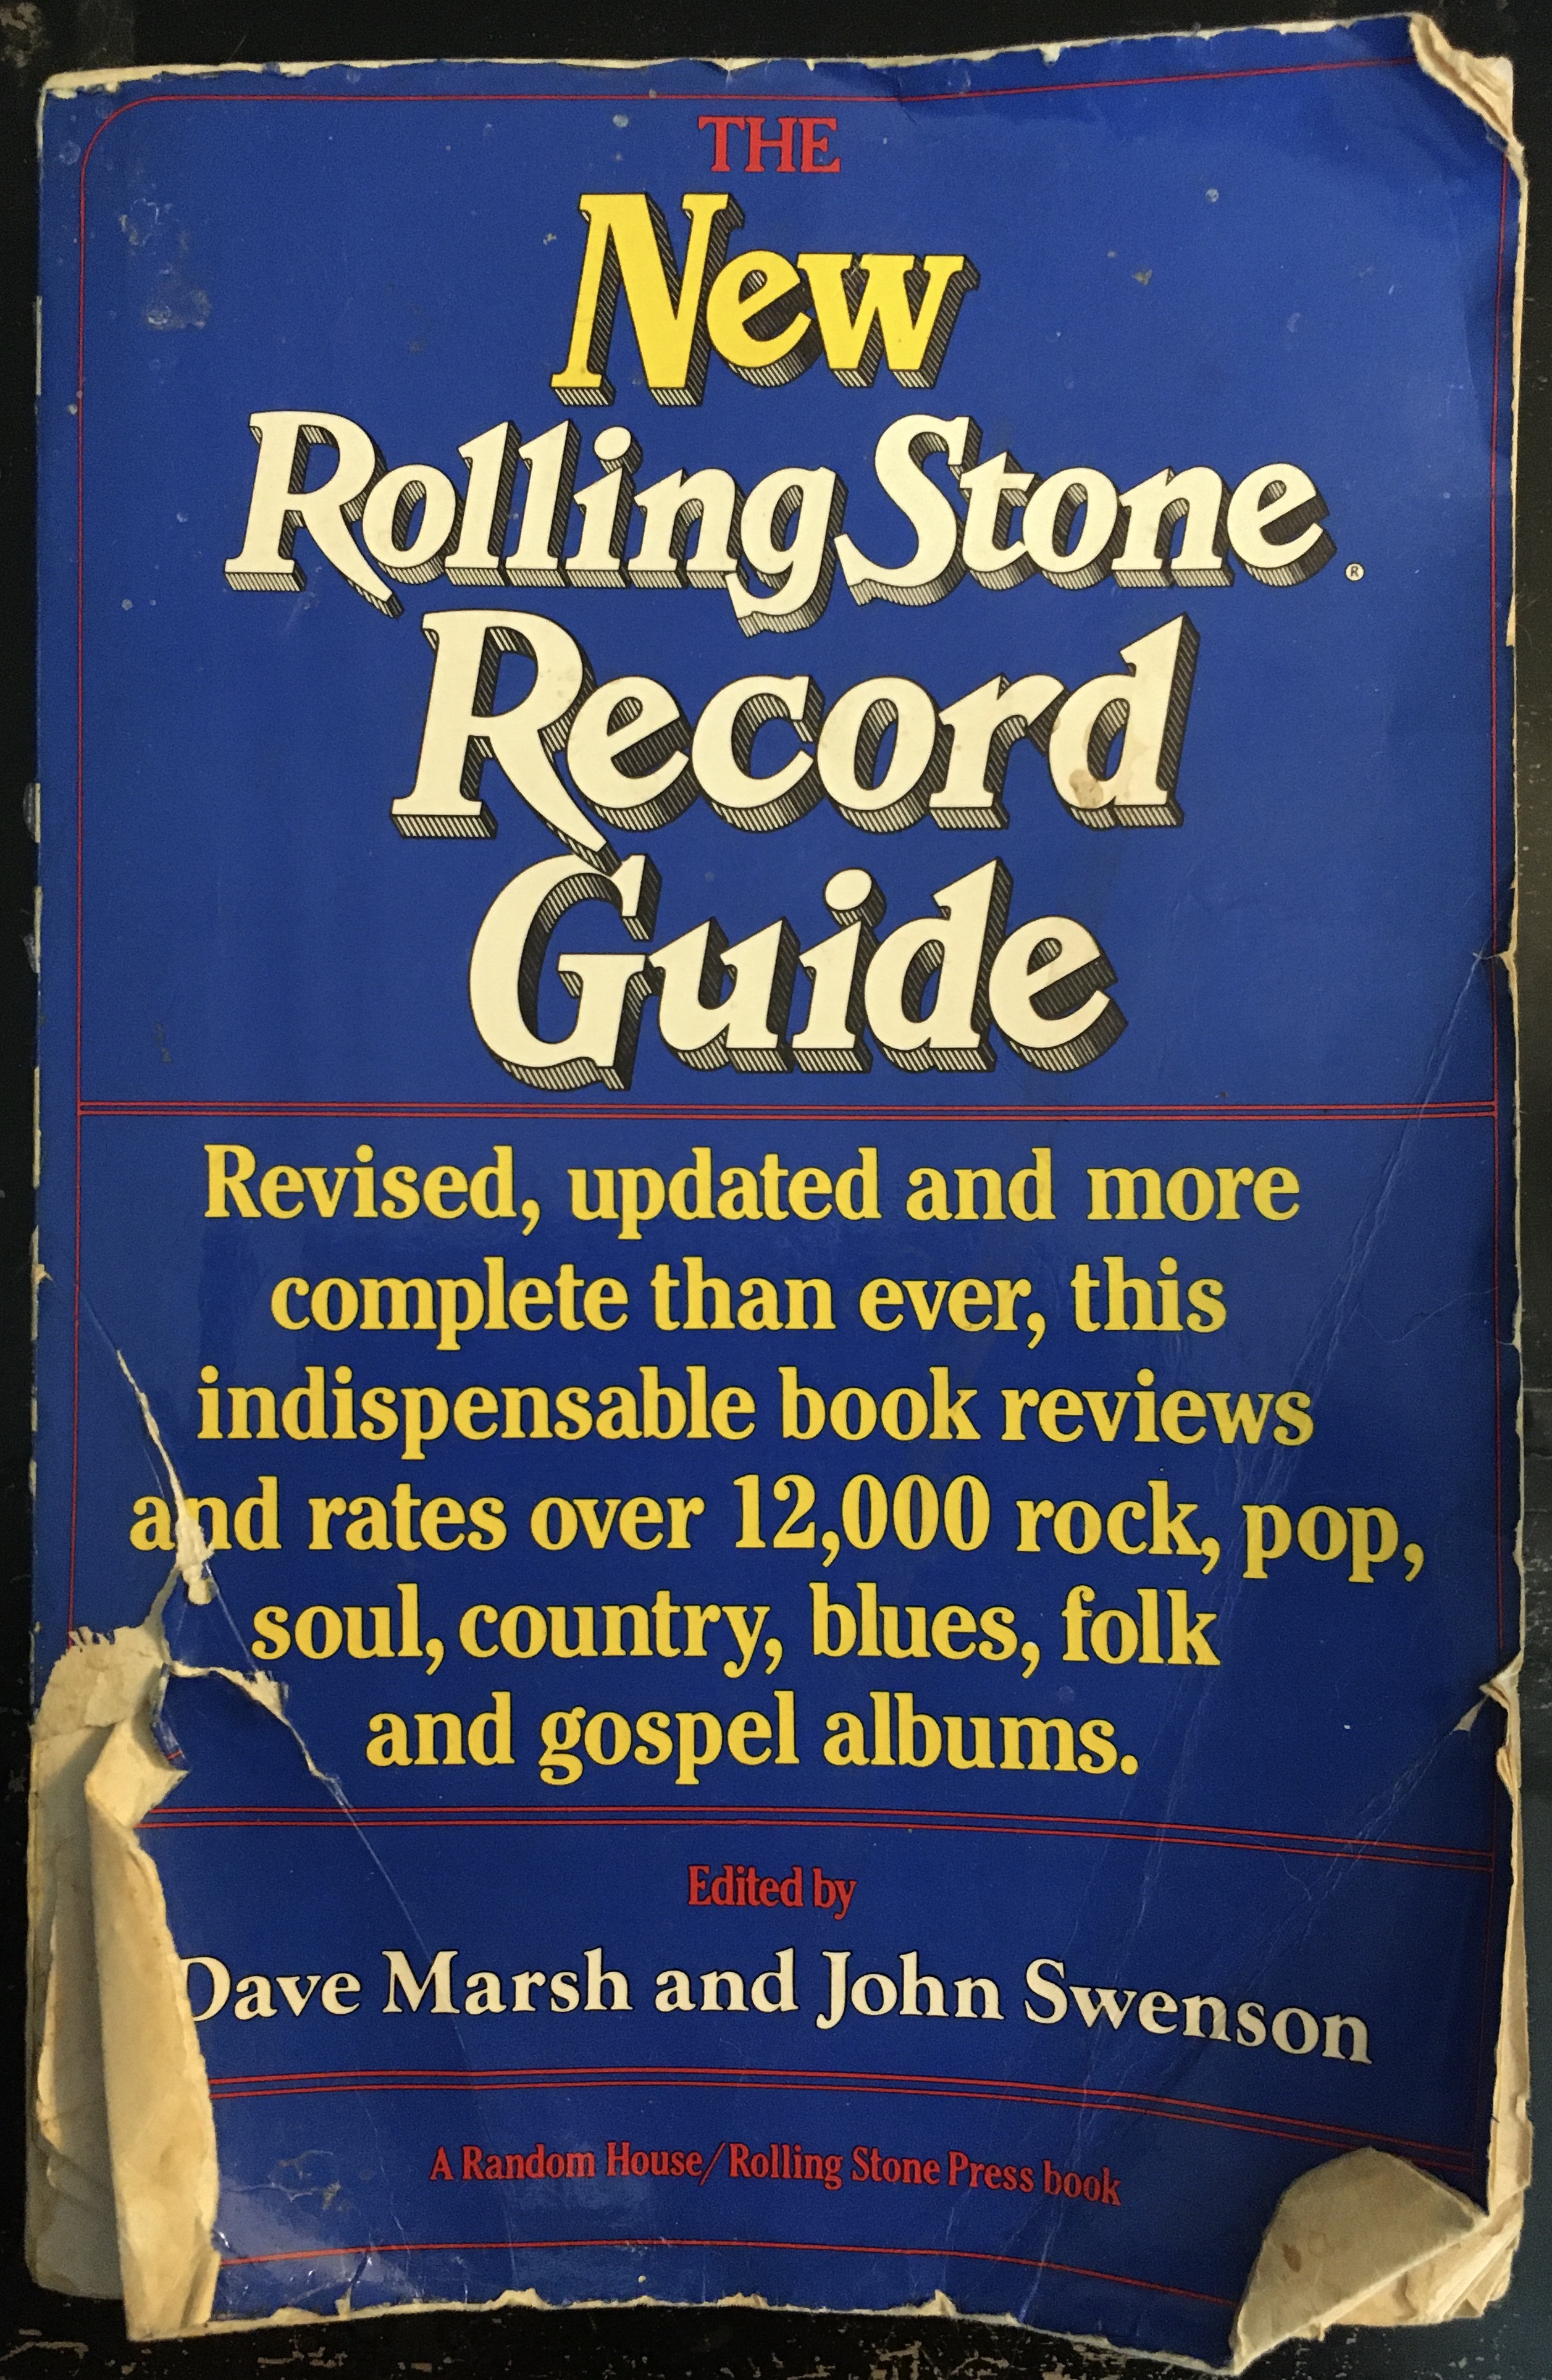 THE
New
Rolling Stone®
Record
Guide
Revised, updated and more
complete than ever, this
indispensable book reviews
and rates over 12,000 rock, pop,
soul, country, blues, folk
and gospel albums.
Edited by
Dave Marsh and John Swenson
A Random House/Rolling Stone Press book